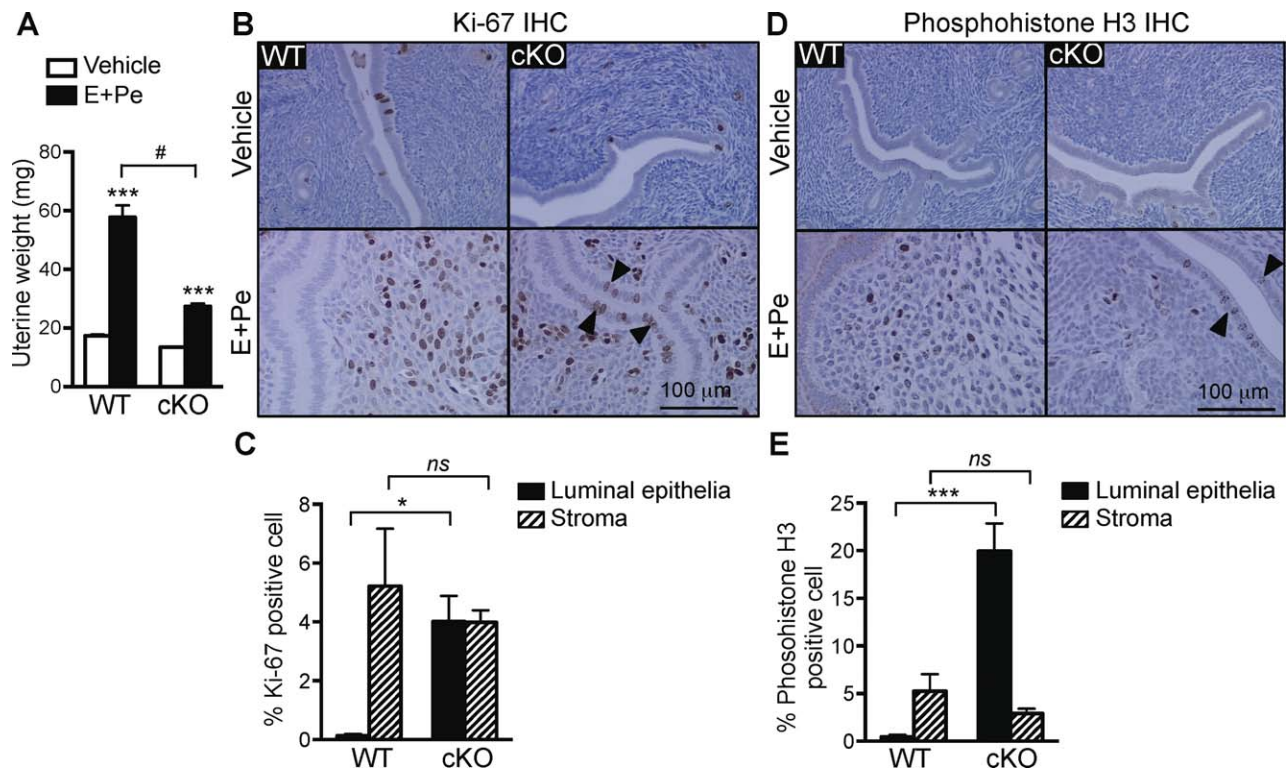 A
Vehicle
E+Pe
Uterine weight (mg)
80
60
40
20
0
#
***
***
WT
cKO
B
Ki-67 IHC
WT
cKO
Vehicle
E+Pe
100 μm
D
Phosphohistone H3 IHC
WT
cKO
Vehicle
E+Pe
100 μm
C
% Ki-67 positive cell
8
6
4
2
0
ns
*
Luminal epithelia
Stroma
WT
cKO
E
% Phosohistone H3
positive cell
25
20
15
10
5
0
ns
***
Luminal epithelia
Stroma
WT
cKO